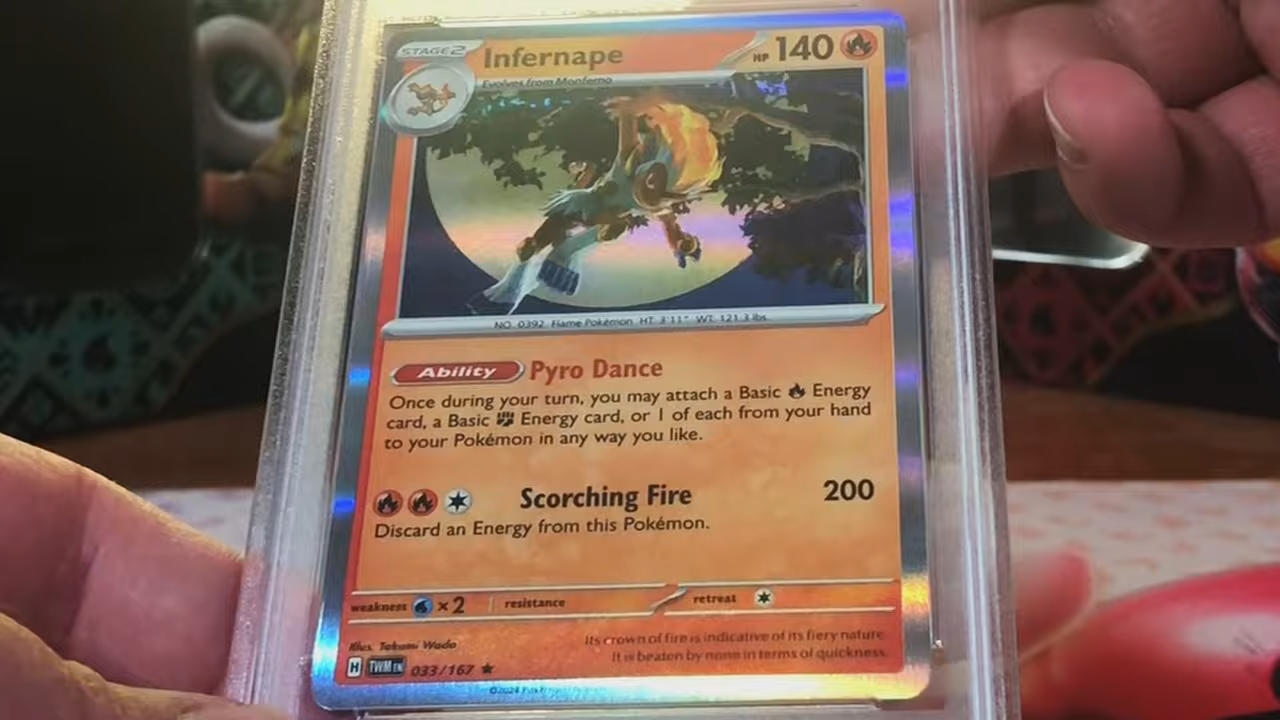 STAGE 2
Infernape
HP 140
Evolves from Monferno
NO. 0392 Flame Pokémon HT: 3'11" WT: 121.3 lbs.
Ability Pyro Dance
Once during your turn, you may attach a Basic Energy
card, a Basic Energy card, or 1 of each from your hand
to your Pokémon in any way you like.
Scorching Fire 200
Discard an Energy from this Pokémon.
weakness ×2 resistance retreat
Illus. Takumi Wada
Its crown of fire is indicative of its fiery nature.
It is beaten by none in terms of quickness.
H TWM EN 033/167
©2024